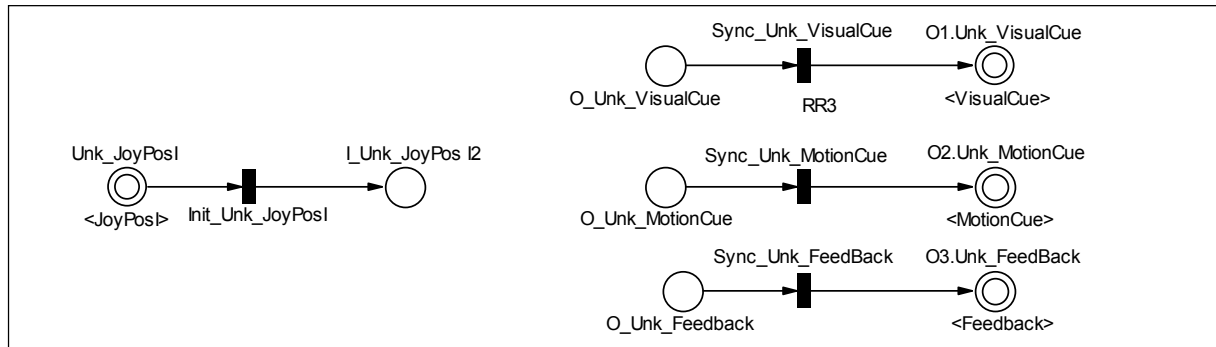 Sync_Unk_VisualCue
O1.Unk_VisualCue
O_Unk_VisualCue
RR3
<VisualCue>
Unk_JoyPosI
I_Unk_JoyPos I2
<JoyPosI>
Init_Unk_JoyPosI
Sync_Unk_MotionCue
O2.Unk_MotionCue
O_Unk_MotionCue
<MotionCue>
Sync_Unk_FeedBack
O3.Unk_FeedBack
O_Unk_Feedback
<Feedback>